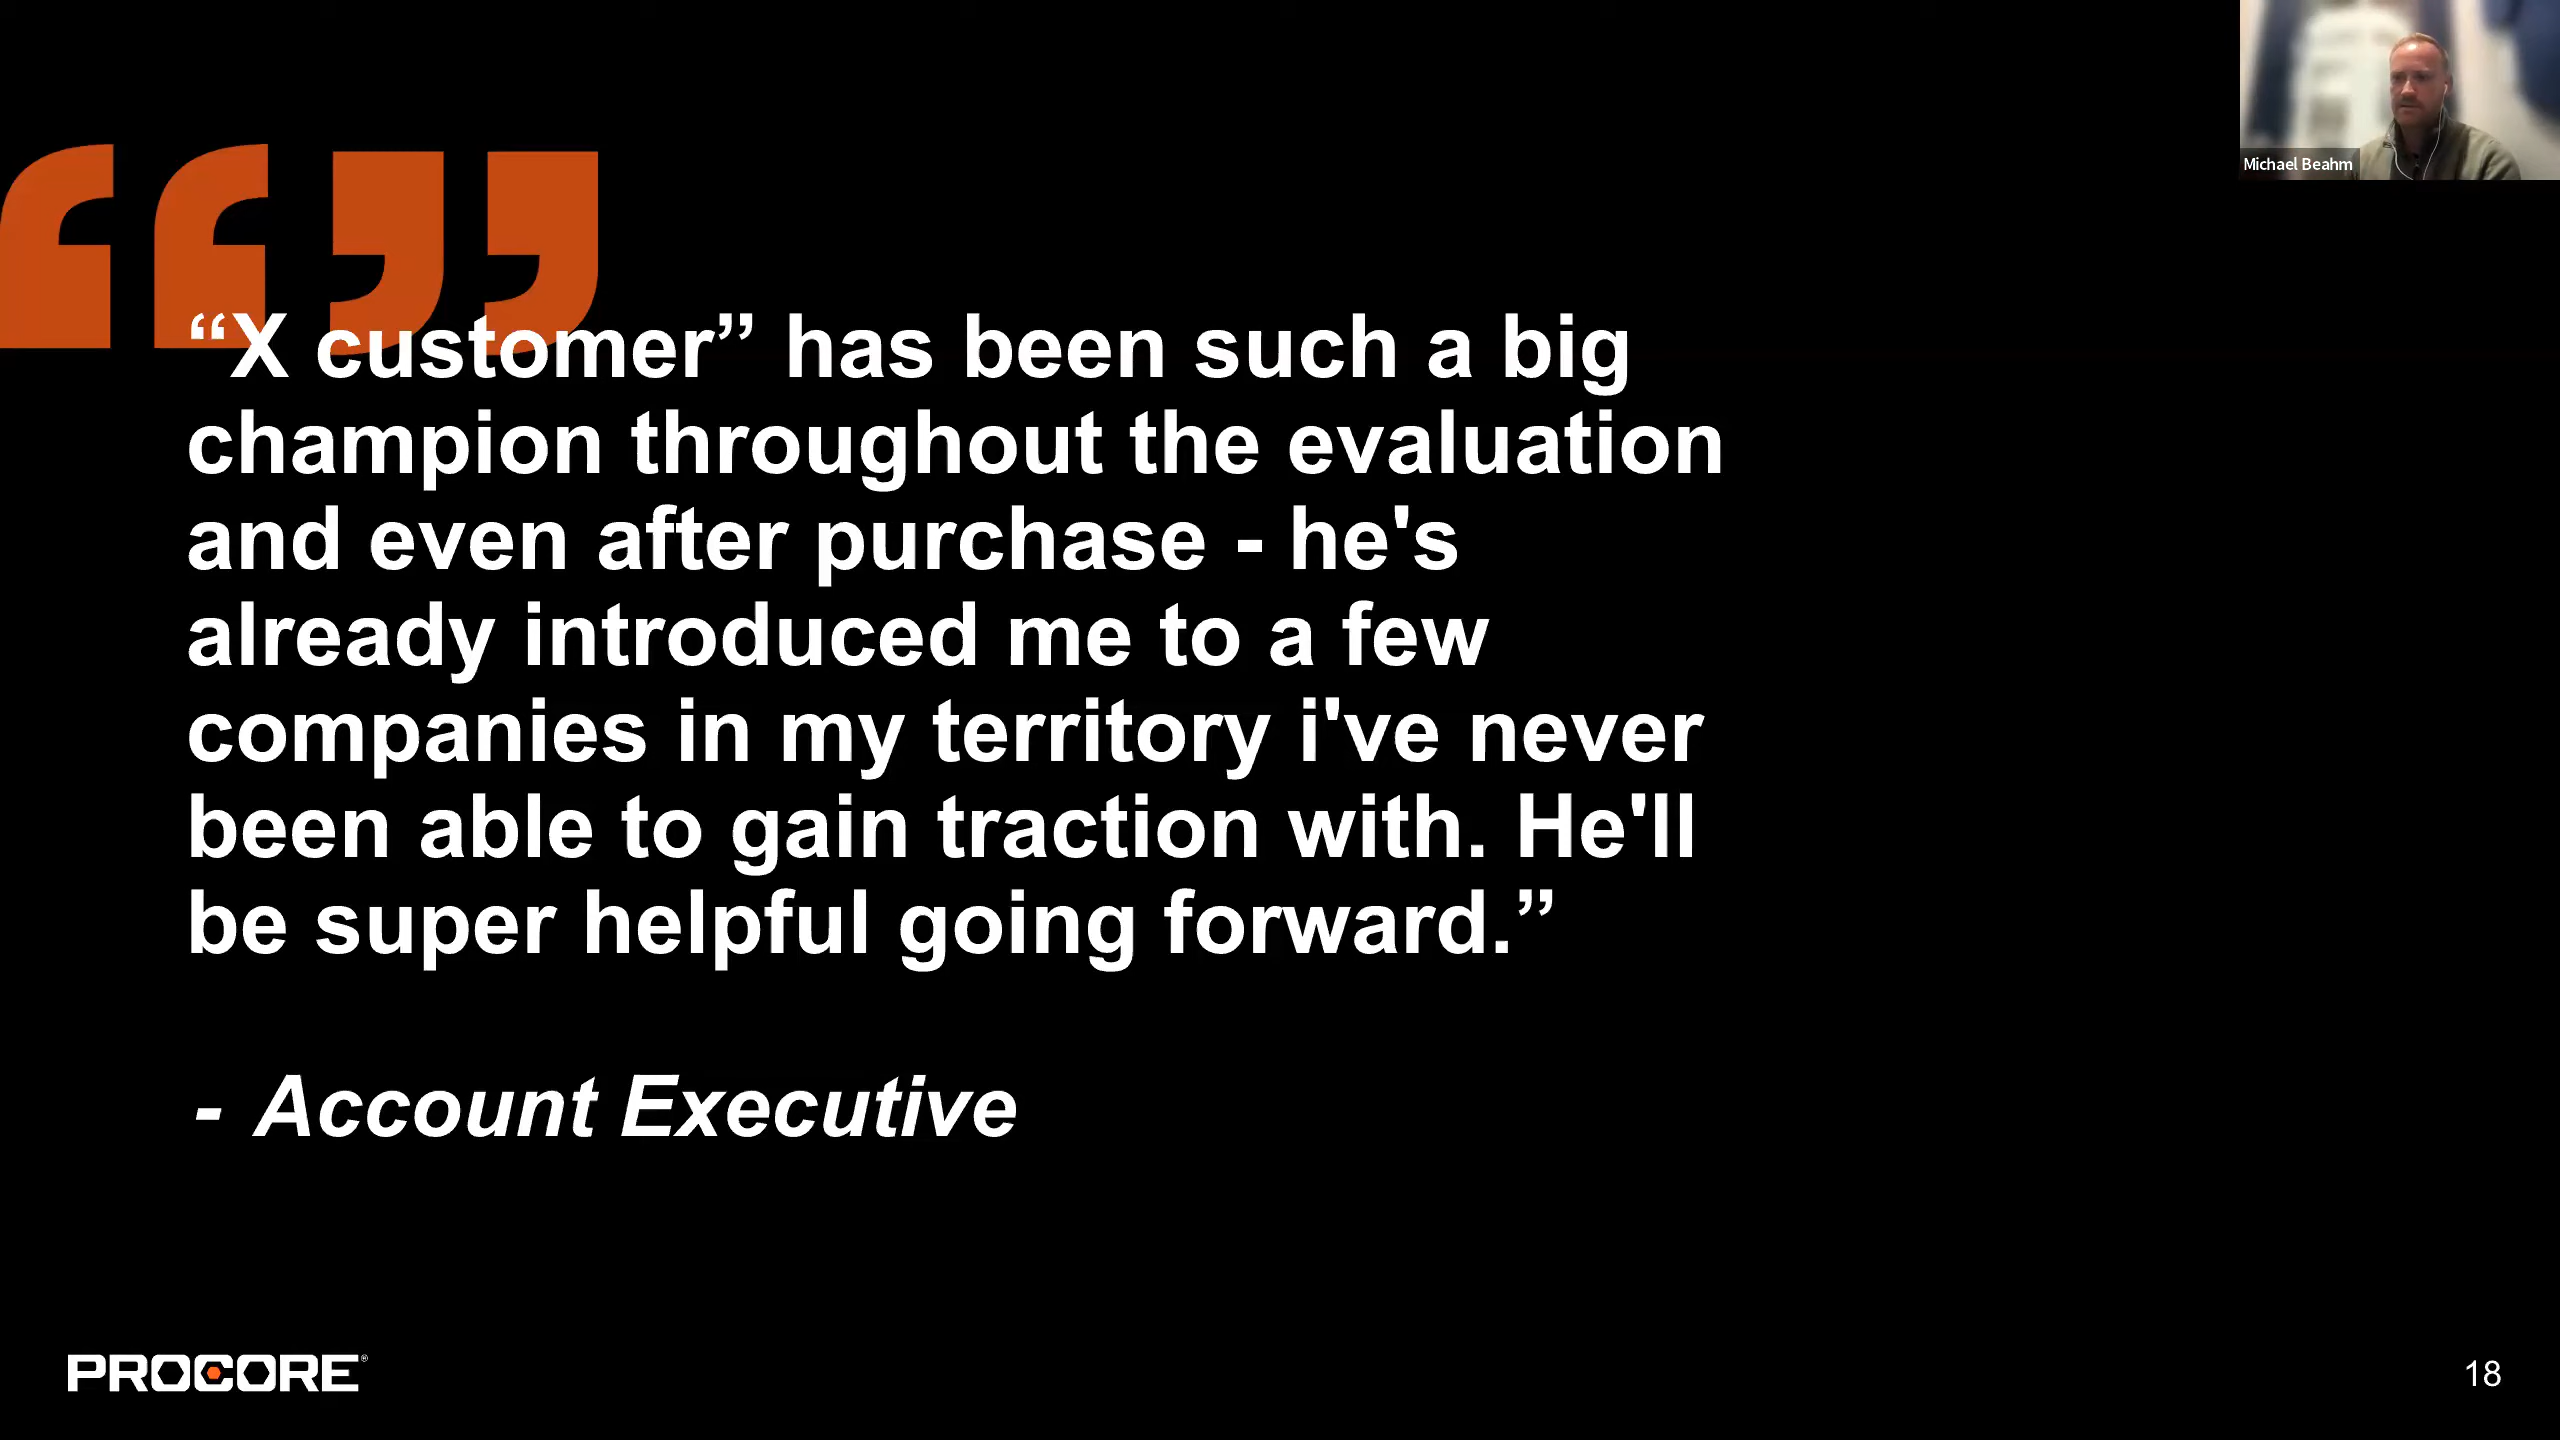 Michael Beahm
“X customer” has been such a big
champion throughout the evaluation
and even after purchase - he's
already introduced me to a few
companies in my territory i've never
been able to gain traction with. He'll
be super helpful going forward.”
- Account Executive
PROCORE®
18